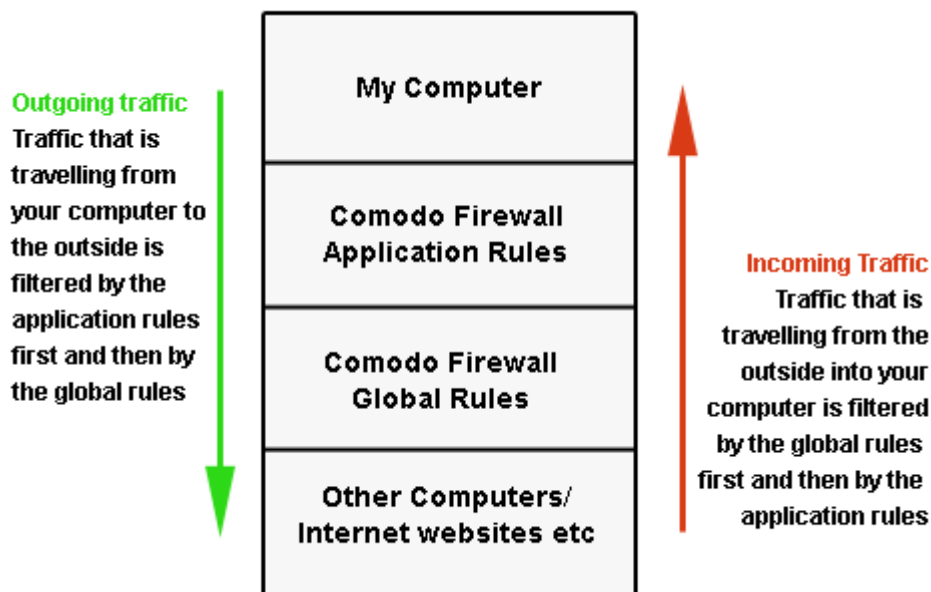 Outgoing traffic
Traffic that is
travelling from
your computer to
the outside is
filtered by the
application rules
first and then by
the global rules
My Computer
Comodo Firewall
Application Rules
Comodo Firewall
Global Rules
Other Computers/
Internet websites etc
Incoming Traffic
Traffic that is
travelling from the
outside into your
computer is filtered
by the global rules
first and then by the
application rules